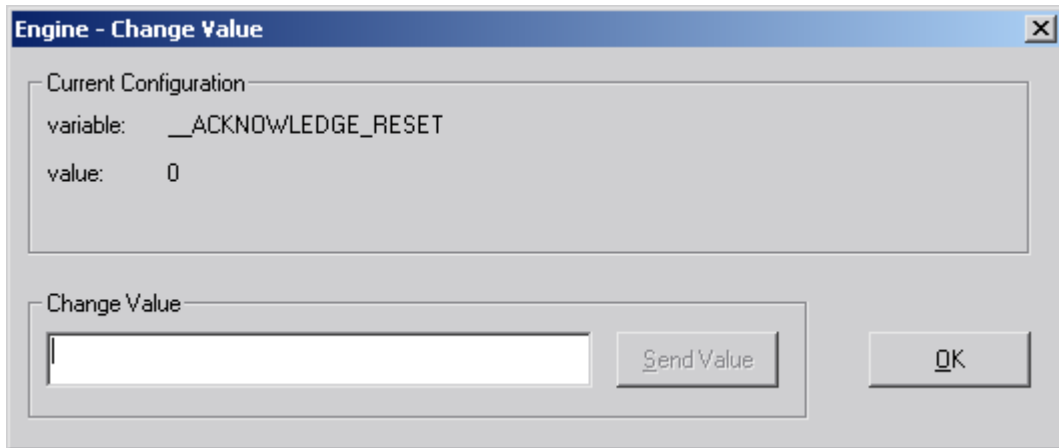 Engine - Change Value
Current Configuration
variable: __ACKNOWLEDGE_RESET
value: 0
Change Value
Send Value
OK